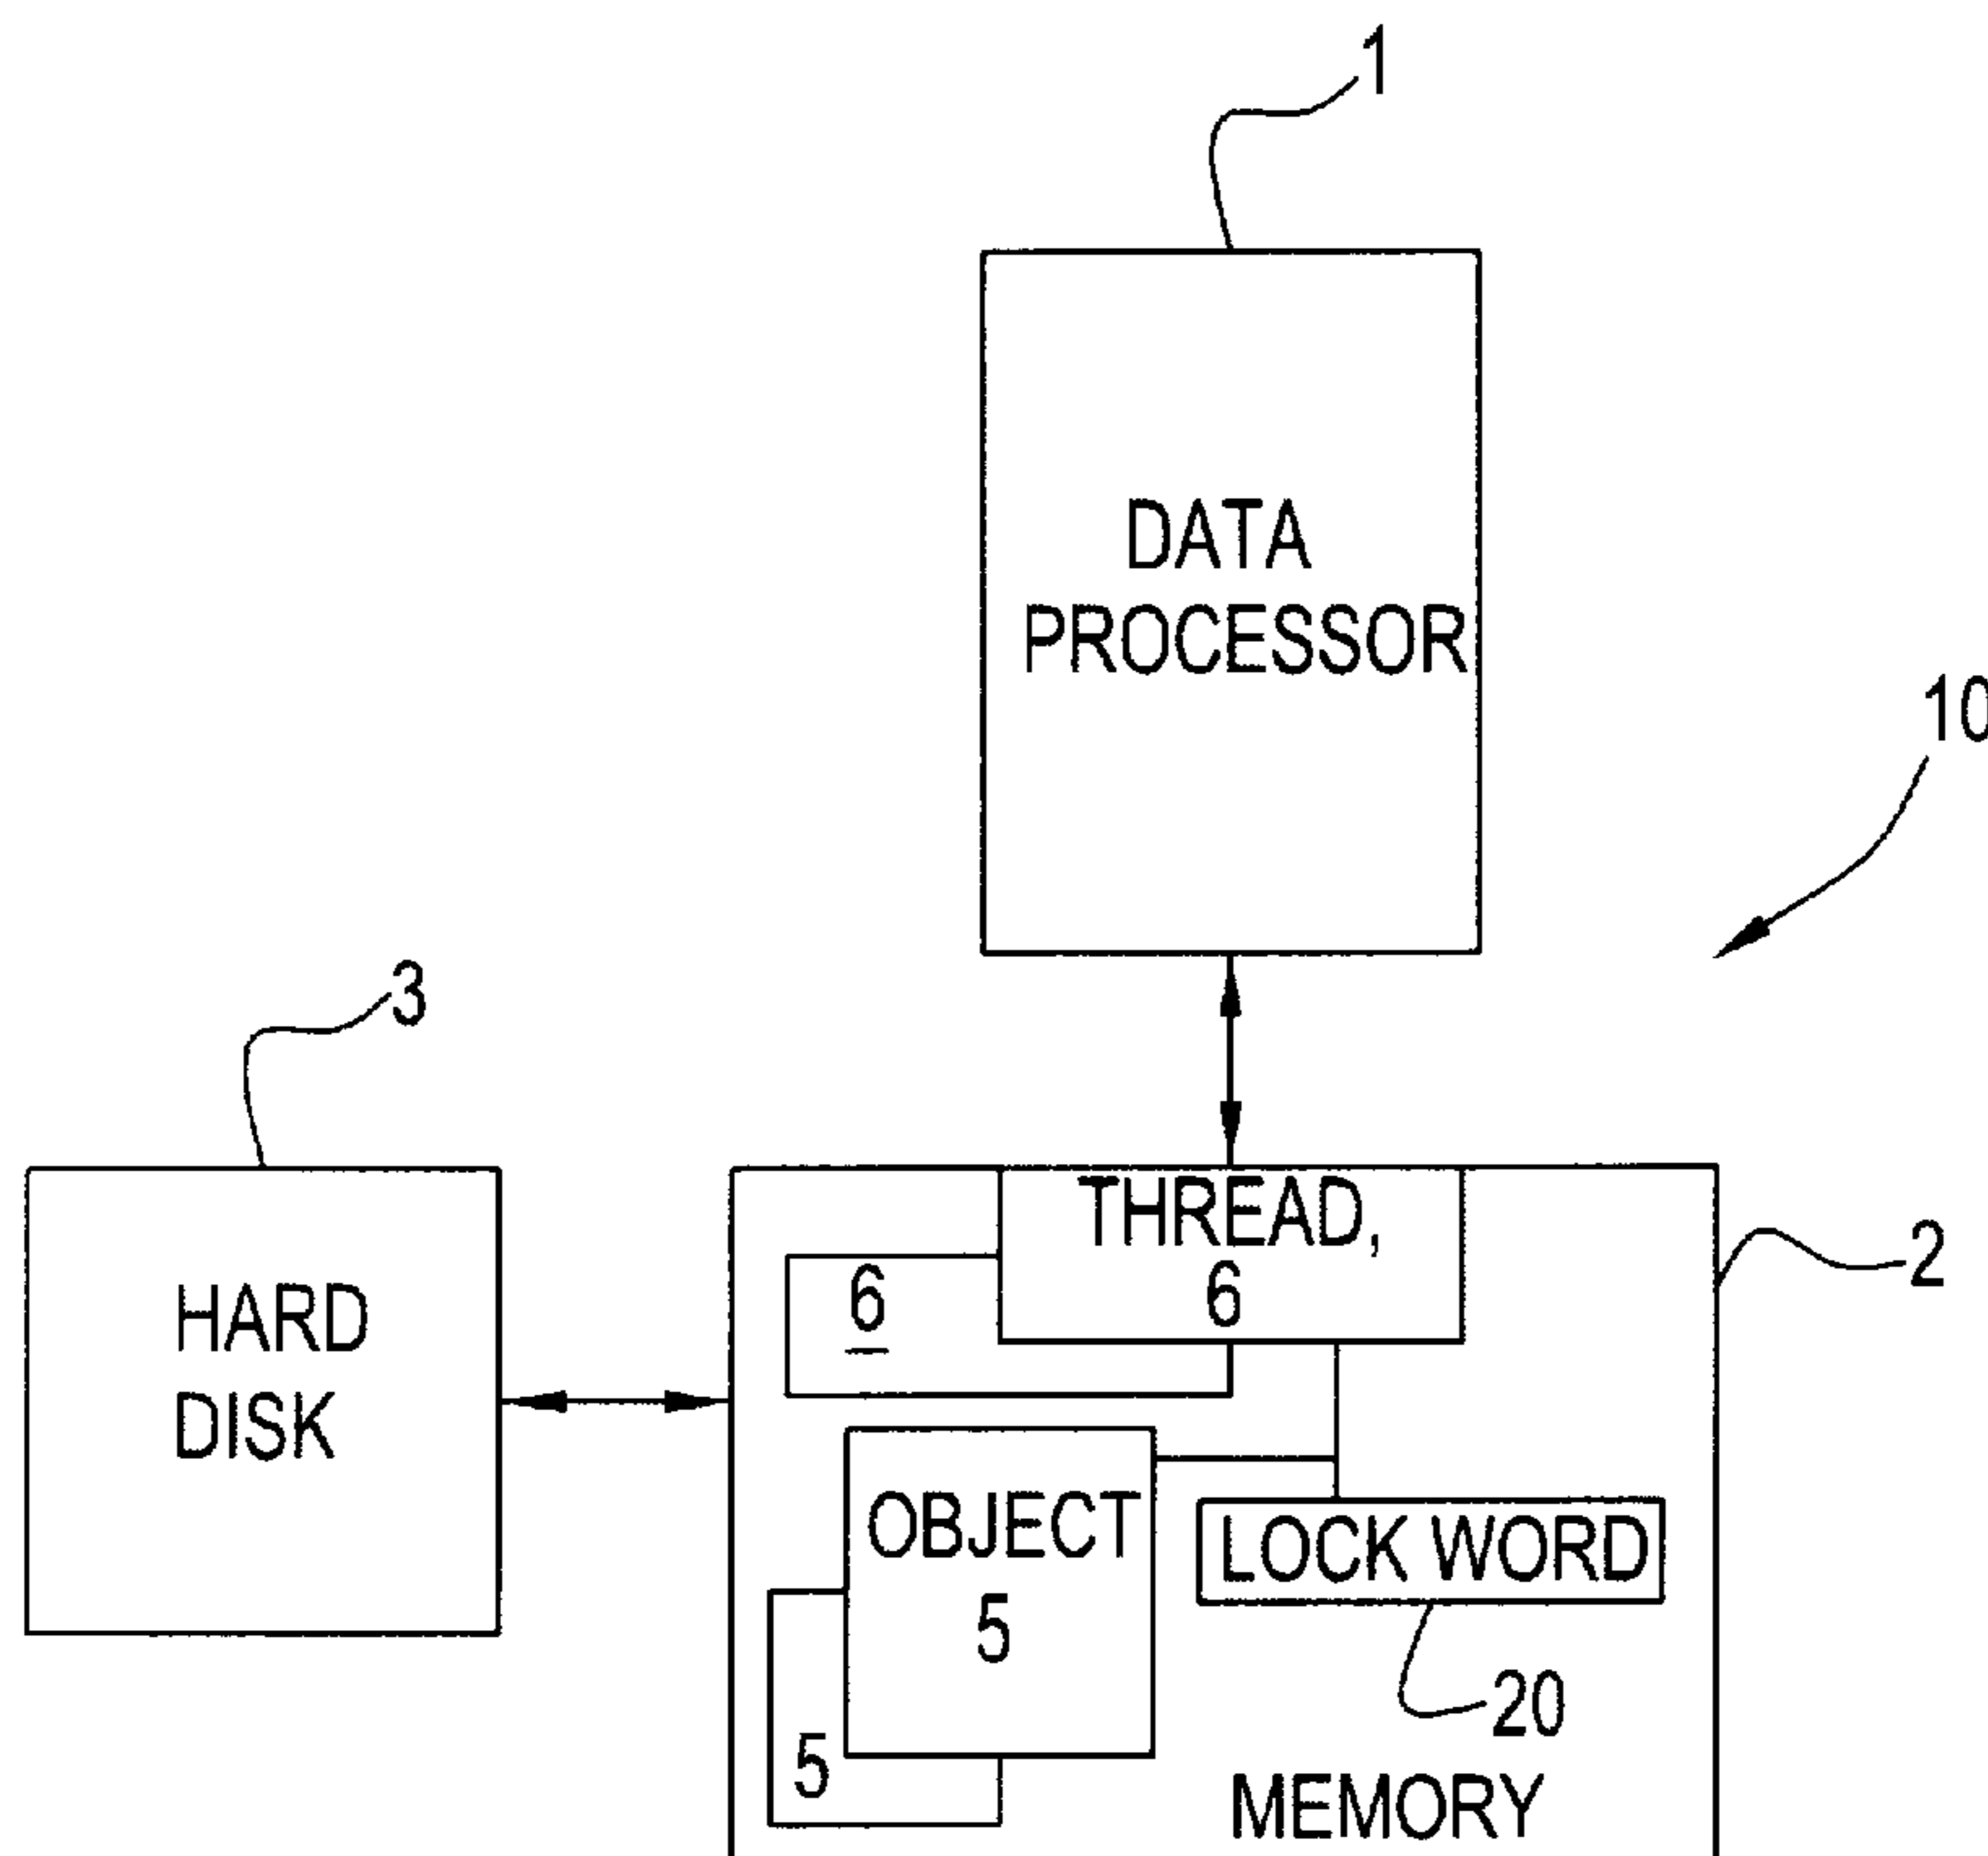 1
DATA
PROCESSOR
10
3
2
THREAD,
6
6
HARD
DISK
OBJECT
5
LOCK WORD
20
5
MEMORY